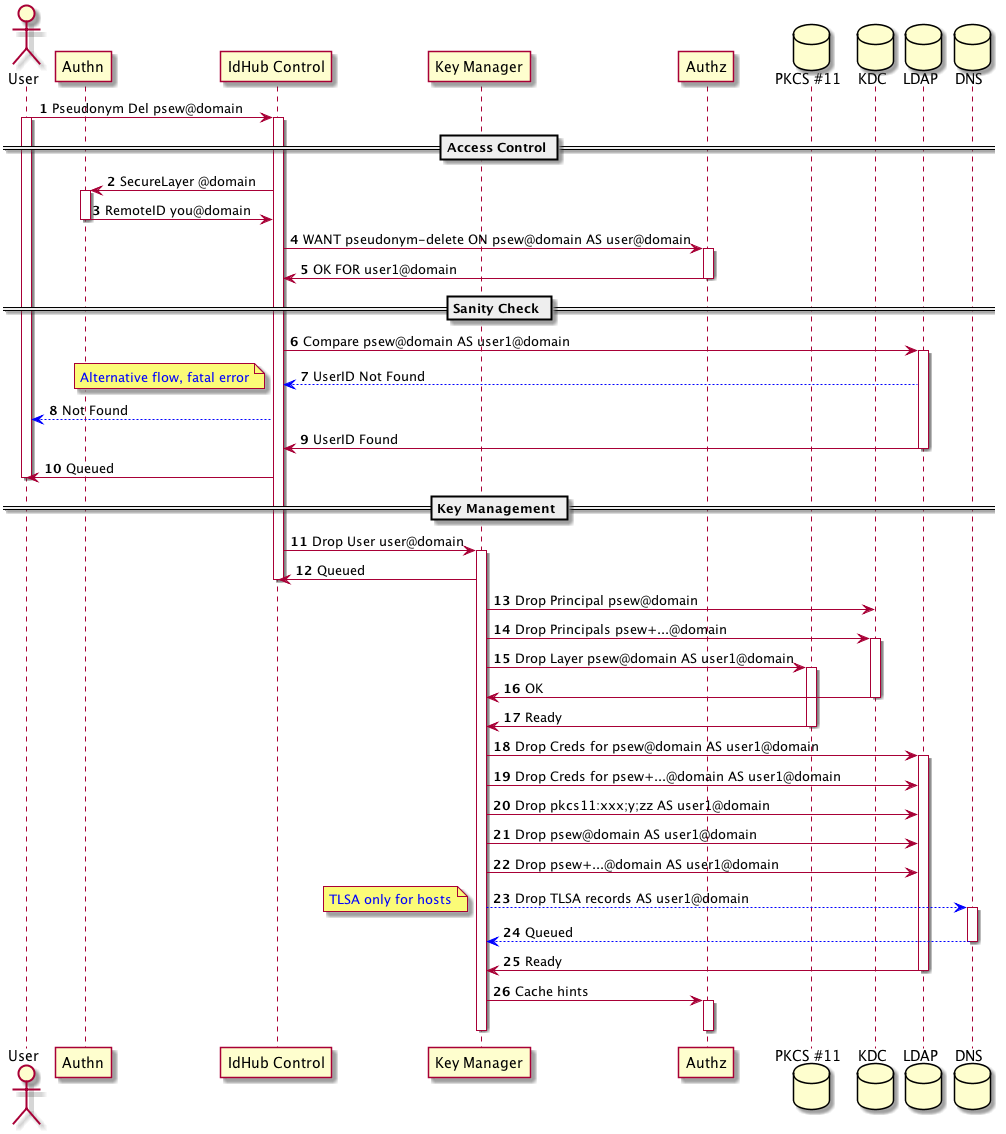 User
Authn
IdHub Control
Key Manager
Authz
PKCS #11
KDC
LDAP
DNS
1 Pseudonym Del psew@domain
Access Control
2 SecureLayer @domain
3 RemoteID you@domain
4 WANT pseudonym-delete ON psew@domain AS user@domain
5 OK FOR user1@domain
Sanity Check
6 Compare psew@domain AS user1@domain
Alternative flow, fatal error
7 UserID Not Found
8 Not Found
9 UserID Found
10 Queued
Key Management
11 Drop User user@domain
12 Queued
13 Drop Principal psew@domain
14 Drop Principals psew+...@domain
15 Drop Layer psew@domain AS user1@domain
16 OK
17 Ready
18 Drop Creds for psew@domain AS user1@domain
19 Drop Creds for psew+...@domain AS user1@domain
20 Drop pkcs11:xxx;y;zz AS user1@domain
21 Drop psew@domain AS user1@domain
22 Drop psew+...@domain AS user1@domain
TLSA only for hosts
23 Drop TLSA records AS user1@domain
24 Queued
25 Ready
26 Cache hints
User
Authn
IdHub Control
Key Manager
Authz
PKCS #11
KDC
LDAP
DNS